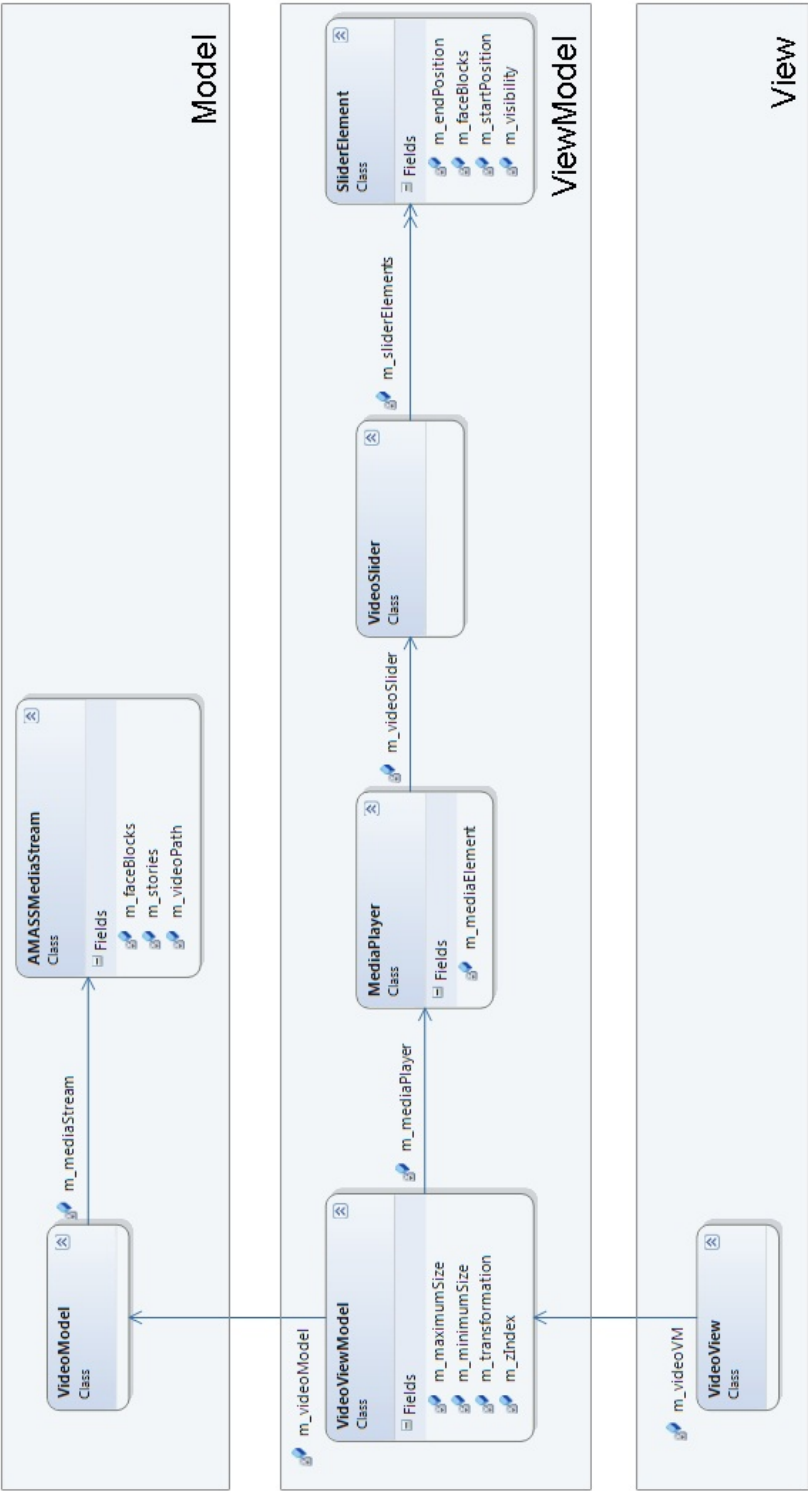 Model
VideoModel
Class
m_mediaStream
AMASSMediaStream
Class
Fields
m_faceBlocks
m_stories
m_videoPath
ViewModel
m_videoModel
VideoViewModel
Class
Fields
m_maximumSize
m_minimumSize
m_transformation
m_zIndex
m_mediaPlayer
MediaPlayer
Class
Fields
m_mediaElement
m_videoSlider
VideoSlider
Class
m_sliderElements
SliderElement
Class
Fields
m_endPosition
m_faceBlocks
m_startPosition
m_visibility
View
m_videoVM
VideoView
Class